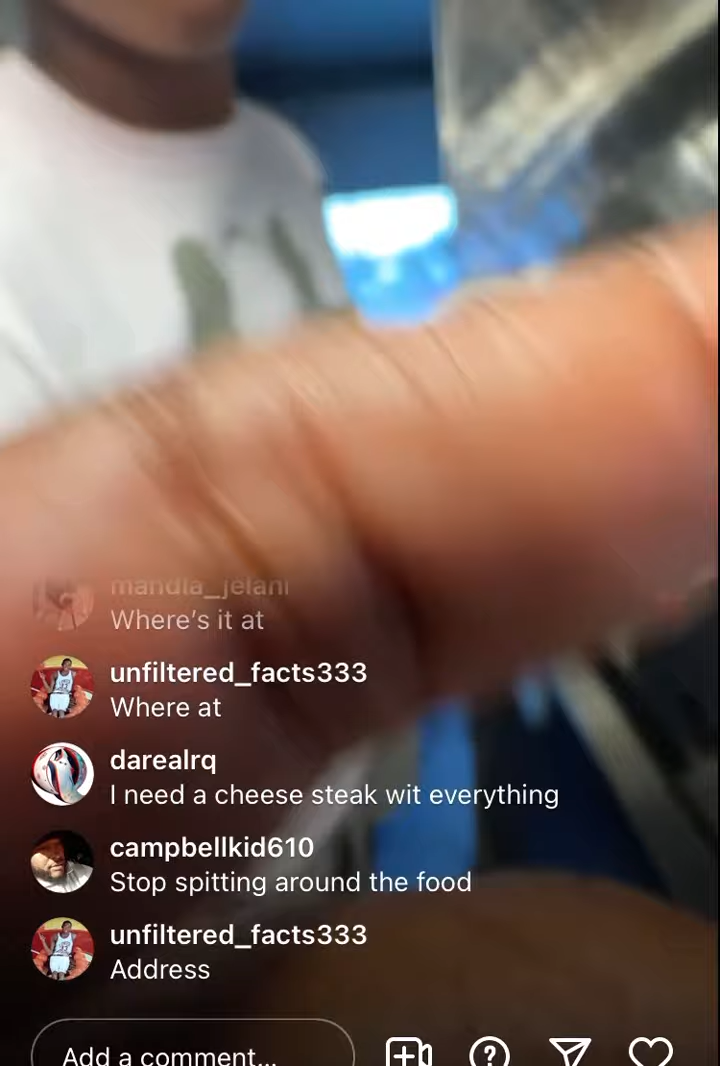 mandla_jelani
Where's it at
unfiltered_facts333
Where at
darealrq
I need a cheese steak wit everything
campbellkid610
Stop spitting around the food
unfiltered_facts333
Address
Add a comment...